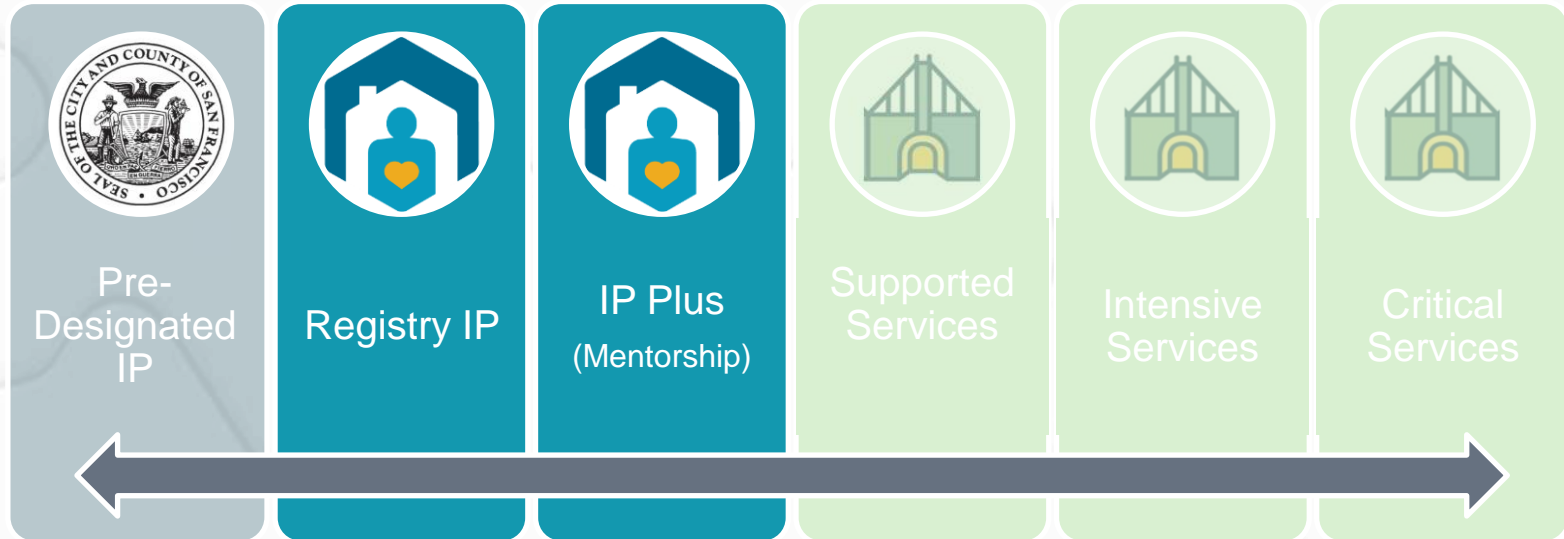 SEAL OF THE CITY AND COUNTY OF SAN FRANCISCO
Pre-
Designated
IP
Registry IP
IP Plus
(Mentorship)
Supported
Services
Intensive
Services
Critical
Services